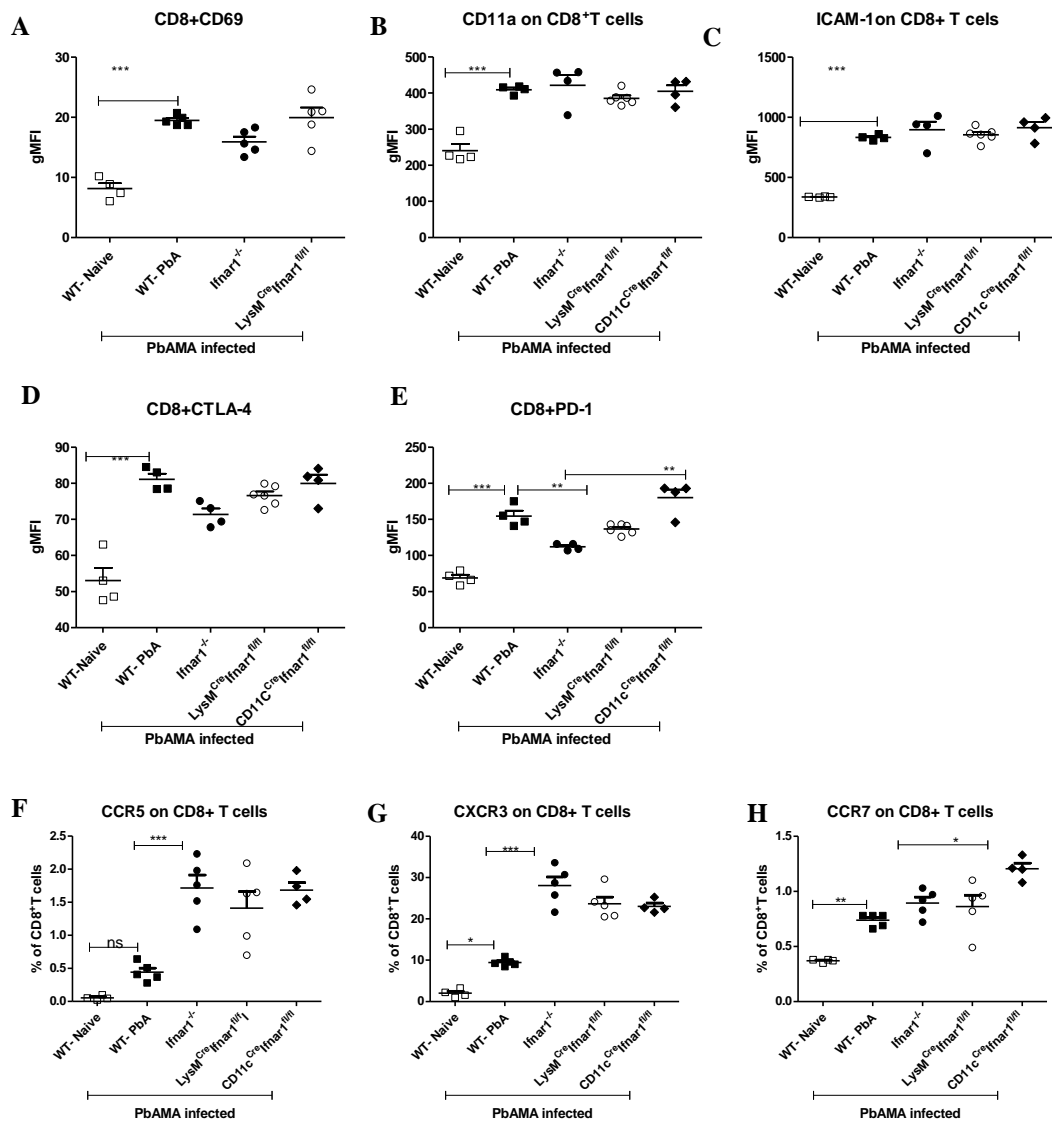 A
CD8+CD69
***
gMFI
30
20
10
0
WT- Naive
WT- PbA
Ifnar1-/-
LysMCreIfnar1fl/fl
PbAMA infected
B
CD11a on CD8+T cells
***
gMFI
500
400
300
200
100
0
WT- Naive
WT- PbA
Ifnar1-/-
LysMCreIfnar1fl/fl
CD11CCreIfnar1fl/f
PbAMA infected
C
ICAM-1on CD8+ T cells
***
gMFI
1500
1000
500
0
WT- Naive
WT- PbA
Ifnar1-/-
LysMCreIfnar1fl/fl
CD11cCreIfnar1fl/fl
PbAMA infected
D
CD8+CTLA-4
***
gMFI
90
80
70
60
50
40
WT-Naive
WT- PbA
Ifnar1-/-
LysMCreIfnar1fl/fl
CD11CCreIfnar1fl/fl
PbAMA infected
E
CD8+PD-1
***
**
**
gMFI
250
200
150
100
50
0
WT- Naive
WT- PbA
Ifnar1-/-
LysMCreIfnar1fl/fl
CD11CCreIfnar1fl/fl
PbAMA infected
F
CCR5 on CD8+ T cells
***
ns
% of CD8+T cells
2.5
2.0
1.5
1.0
0.5
0.0
WT- Naive
WT- PbA
Ifnar1-/-
LysMCreIfnar1fl/fl
CD11cCreIfnar1fl/fl
PbAMA infected
G
CXCR3 on CD8+ T cells
***
*
% of CD8+T cells
40
30
20
10
0
WT- Naive
WT- PbA
Ifnar1-/-
LysMCreIfnar1fl/fl
CD11cCreIfnar1fl/fl
PbAMA infected
H
CCR7 on CD8+ T cells
*
**
% of CD8+T cells
1.5
1.0
0.5
0.0
WT- Naive
WT- PbA
Ifnar1-/-
LysMCreIfnar1fl/fl
CD11cCreIfnar1fl/fl
PbAMA infected